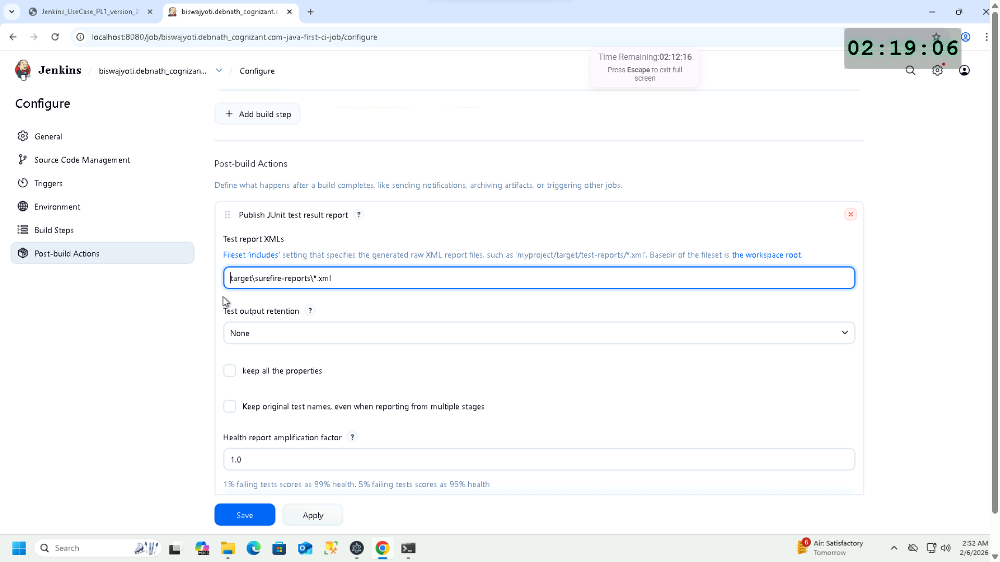 Jenkins_UseCase_PL1_version_2
biswajyoti.debnath_cognizant.c
localhost:8080/job/biswajyoti.debnath_cognizant.com-java-first-ci-job/configure
02:19:06
Time Remaining:02:12:16
Press Escape to exit full
screen
Jenkins / biswajyoti.debnath_cognizan... / Configure
Configure
General
Source Code Management
Triggers
Environment
Build Steps
Post-build Actions
+ Add build step
Post-build Actions
Define what happens after a build completes, like sending notifications, archiving artifacts, or triggering other jobs.
Publish JUnit test result report ?
Test report XMLs
Fileset 'includes' setting that specifies the generated raw XML report files, such as 'myproject/target/test-reports/*.xml'. Basedir of the fileset is the workspace root.
target\surefire-reports\*.xml
Test output retention ?
None
keep all the properties
Keep original test names, even when reporting from multiple stages
Health report amplification factor ?
1.0
1% failing tests scores as 99% health. 5% failing tests scores as 95% health
Save
Apply
Search
M365
6
Air: Satisfactory
Tomorrow
2:52 AM
2/6/2026